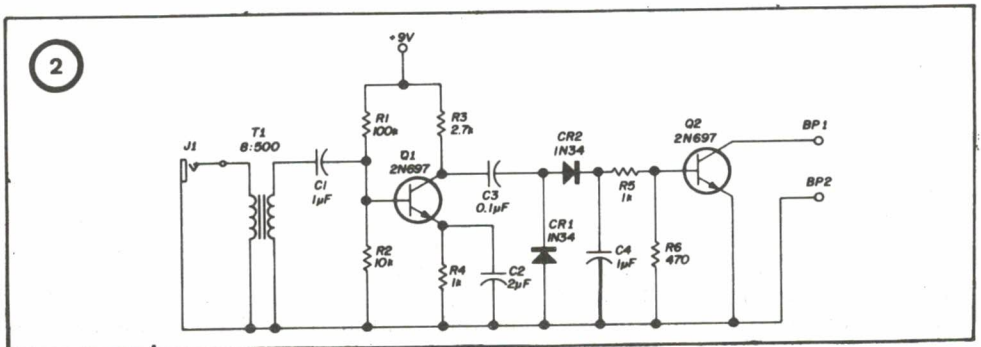 2
+9V
J1
T1
8:500
C1
1µF
R1
100k
R3
2.7k
Q1
2N697
R2
10k
R4
1k
C2
2µF
C3
0.1µF
CR1
1N34
CR2
1N34
C4
1µF
R5
1k
R6
470
Q2
2N697
BP1
BP2